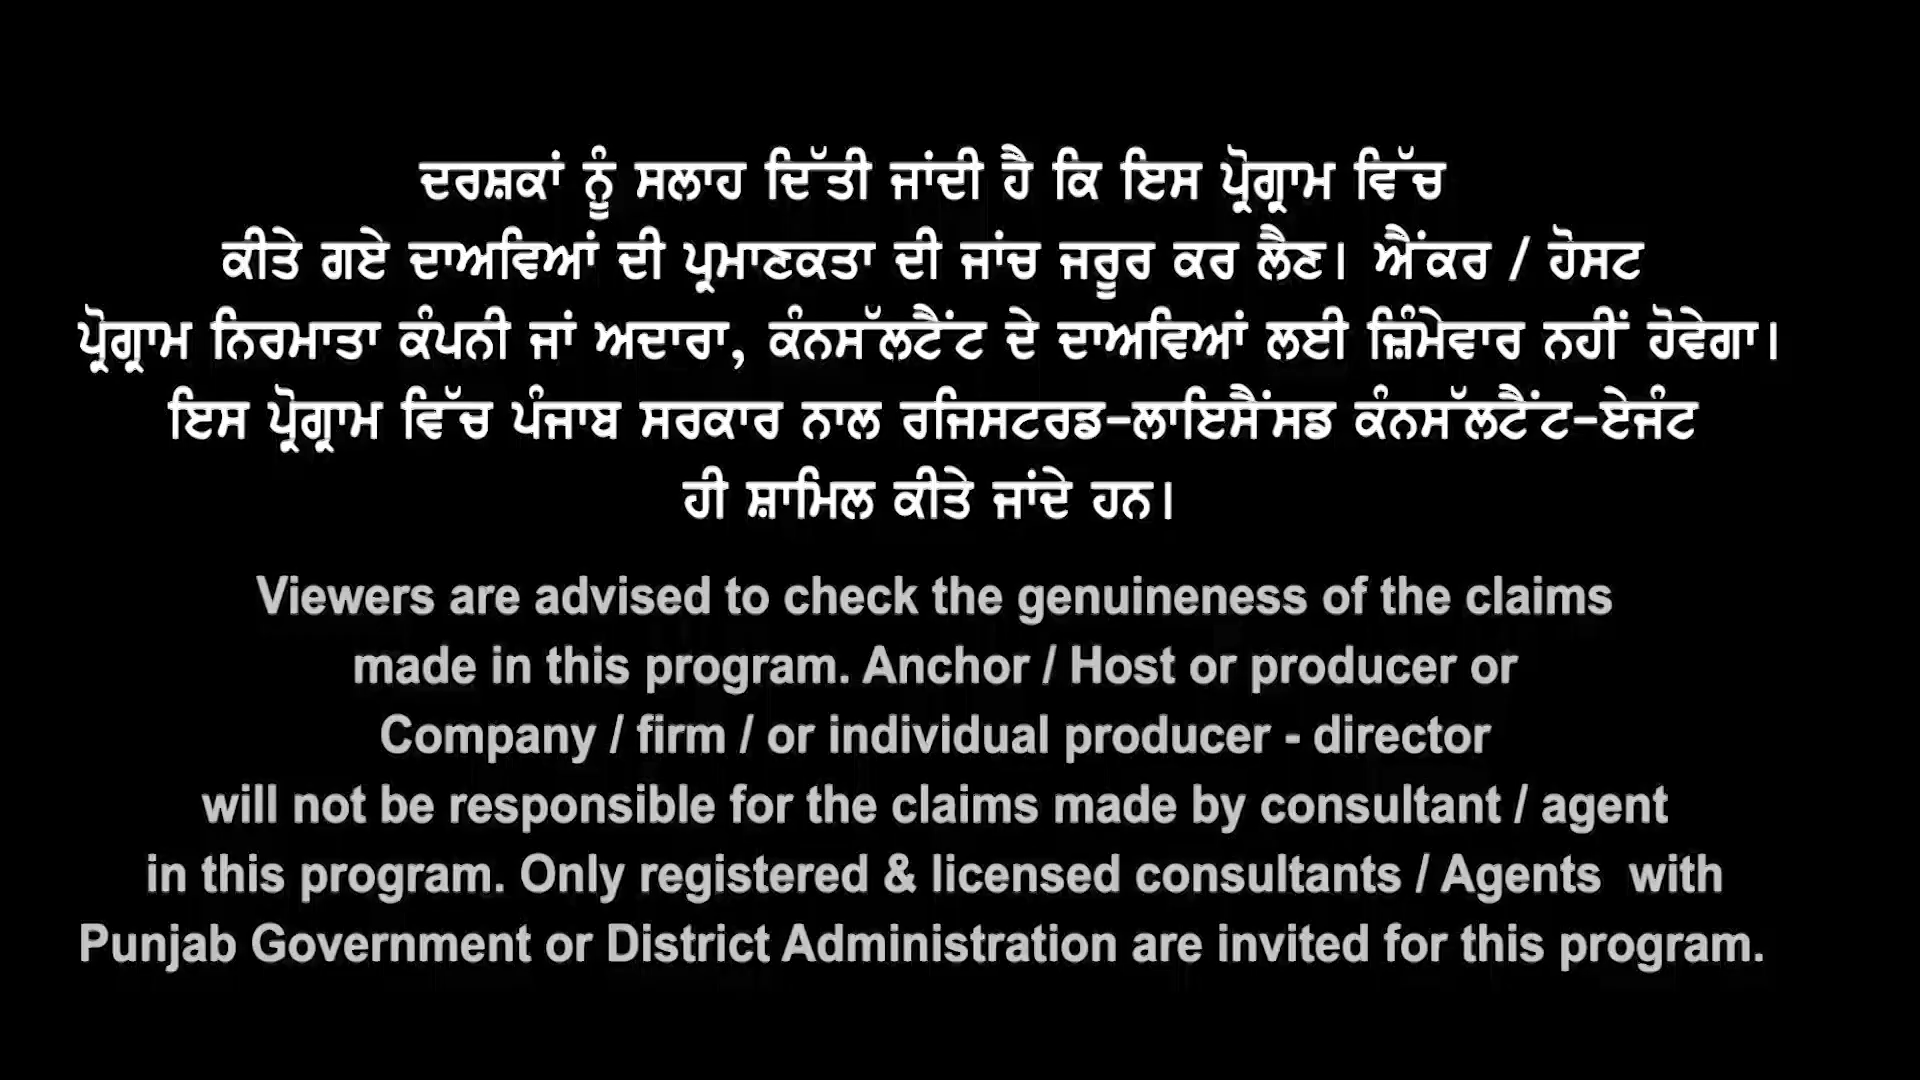 ਦਰਸ਼ਕਾਂ ਨੂੰ ਸਲਾਹ ਦਿੱਤੀ ਜਾਂਦੀ ਹੈ ਕਿ ਇਸ ਪ੍ਰੋਗ੍ਰਾਮ ਵਿੱਚ
ਕੀਤੇ ਗਏ ਦਾਅਵਿਆਂ ਦੀ ਪ੍ਰਮਾਣਕਤਾ ਦੀ ਜਾਂਚ ਜਰੂਰ ਕਰ ਲੈਣ। ਐਂਕਰ / ਹੋਸਟ
ਪ੍ਰੋਗ੍ਰਾਮ ਨਿਰਮਾਤਾ ਕੰਪਨੀ ਜਾਂ ਅਦਾਰਾ, ਕੰਨਸੱਲਟੈਂਟ ਦੇ ਦਾਅਵਿਆਂ ਲਈ ਜ਼ਿੰਮੇਵਾਰ ਨਹੀਂ ਹੋਵੇਗਾ।
ਇਸ ਪ੍ਰੋਗ੍ਰਾਮ ਵਿੱਚ ਪੰਜਾਬ ਸਰਕਾਰ ਨਾਲ ਰਜਿਸਟਰਡ-ਲਾਇਸੈਂਸਡ ਕੰਨਸੱਲਟੈਂਟ-ਏਜੰਟ
ਹੀ ਸ਼ਾਮਿਲ ਕੀਤੇ ਜਾਂਦੇ ਹਨ।
Viewers are advised to check the genuineness of the claims
made in this program. Anchor / Host or producer or
Company / firm / or individual producer - director
will not be responsible for the claims made by consultant / agent
in this program. Only registered & licensed consultants / Agents with
Punjab Government or District Administration are invited for this program.